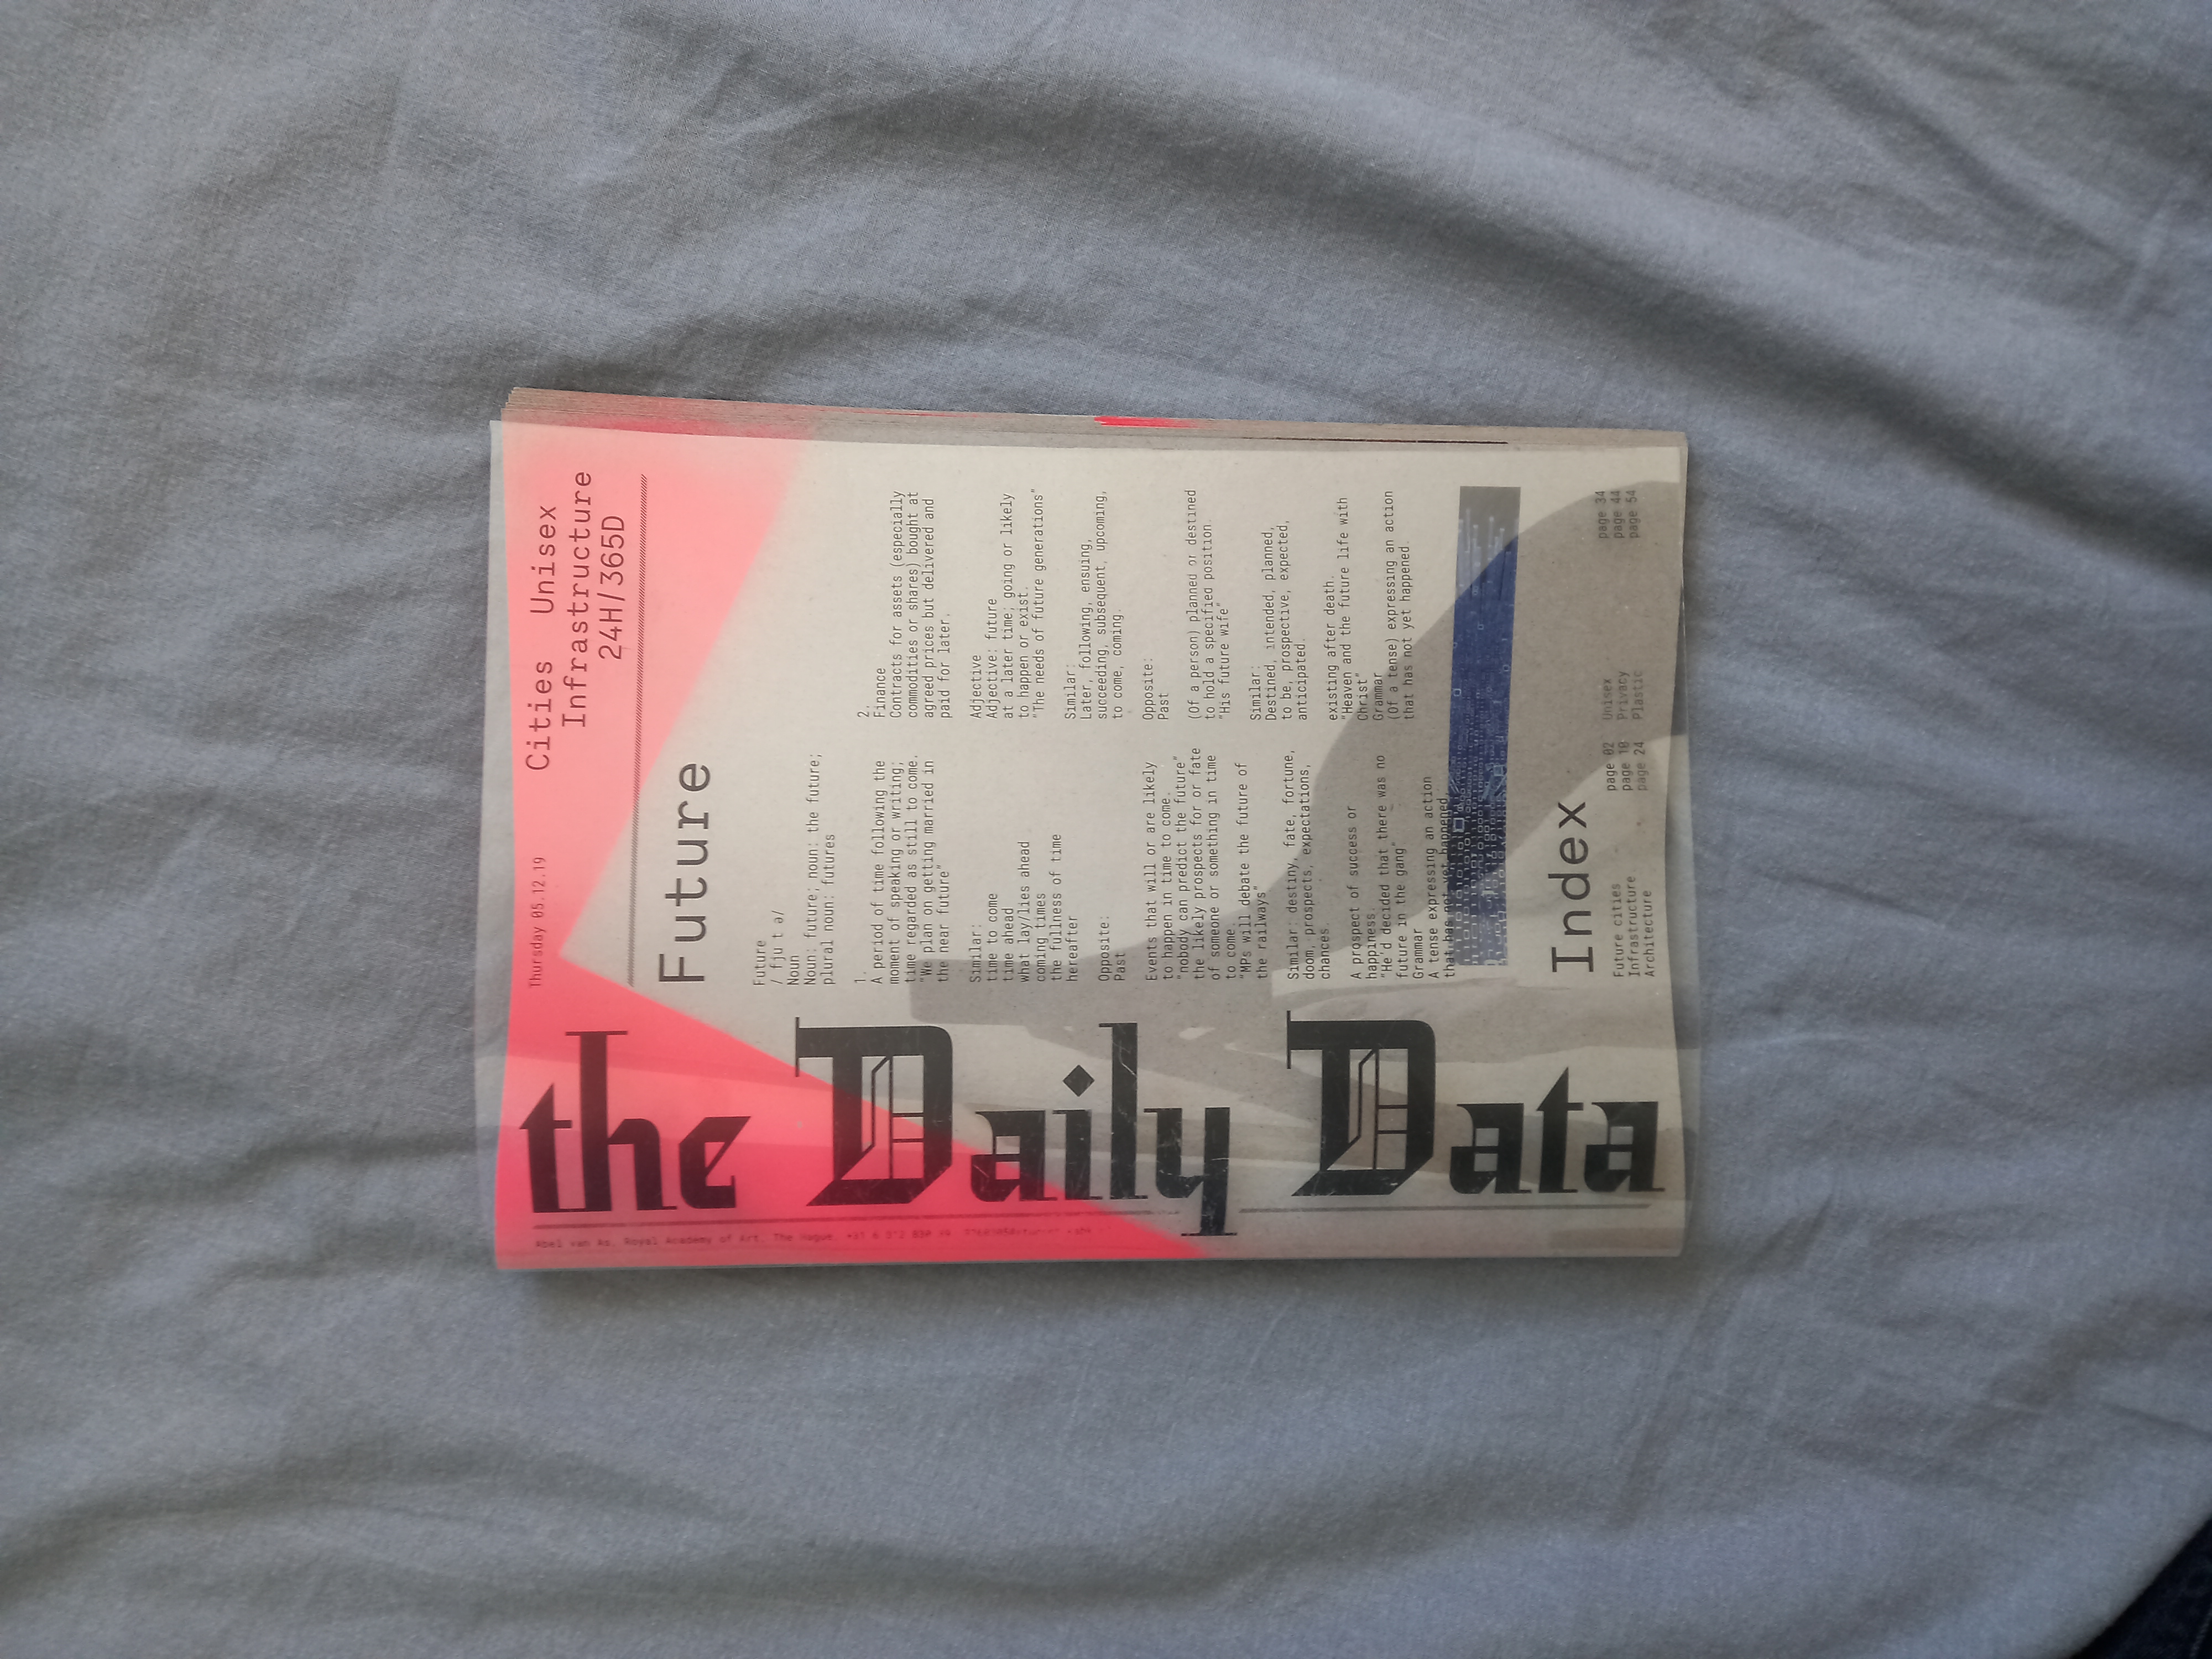 the Daily Data
Thursday 05.12.19
Cities Unisex
Infrastructure
24H/365D
Future
Future
/ fju t ə/
Noun
Noun: future; noun: the future;
plural noun: futures
1.
A period of time following the
moment of speaking or writing;
time regarded as still to come.
"We plan on getting married in
the near future"
Similar:
time to come
time ahead
what lay/lies ahead
coming times
the fullness of time
hereafter
Opposite:
Past
Events that will or are likely
to happen in time to come.
"nobody can predict the future"
the likely prospects for or fate
of someone or something in time
to come.
"MPs will debate the future of
the railways"
Similar: destiny, fate, fortune,
doom, prospects, expectations,
chances.
A prospect of success or
happiness.
"He'd decided that there was no
future in the gang"
Grammar
A tense expressing an action
that has not yet happened.
2.
Finance
Contracts for assets (especially
commodities or shares) bought at
agreed prices but delivered and
paid for later.
Adjective
Adjective: future
at a later time; going or likely
to happen or exist.
"The needs of future generations"
Similar:
Later, following, ensuing,
succeeding, subsequent, upcoming,
to come, coming.
Opposite:
Past
(Of a person) planned or destined
to hold a specified position.
"His future wife"
Similar:
Destined, intended, planned,
to be, prospective, expected,
anticipated.
existing after death.
"Heaven and the future life with
Christ"
Grammar
(Of a tense) expressing an action
that has not yet happened.
Index
Future cities page 02
Infrastructure page 10
Architecture page 24
Unisex page 34
Privacy page 44
Plastic page 54
Royal Academy of Art, The Hague